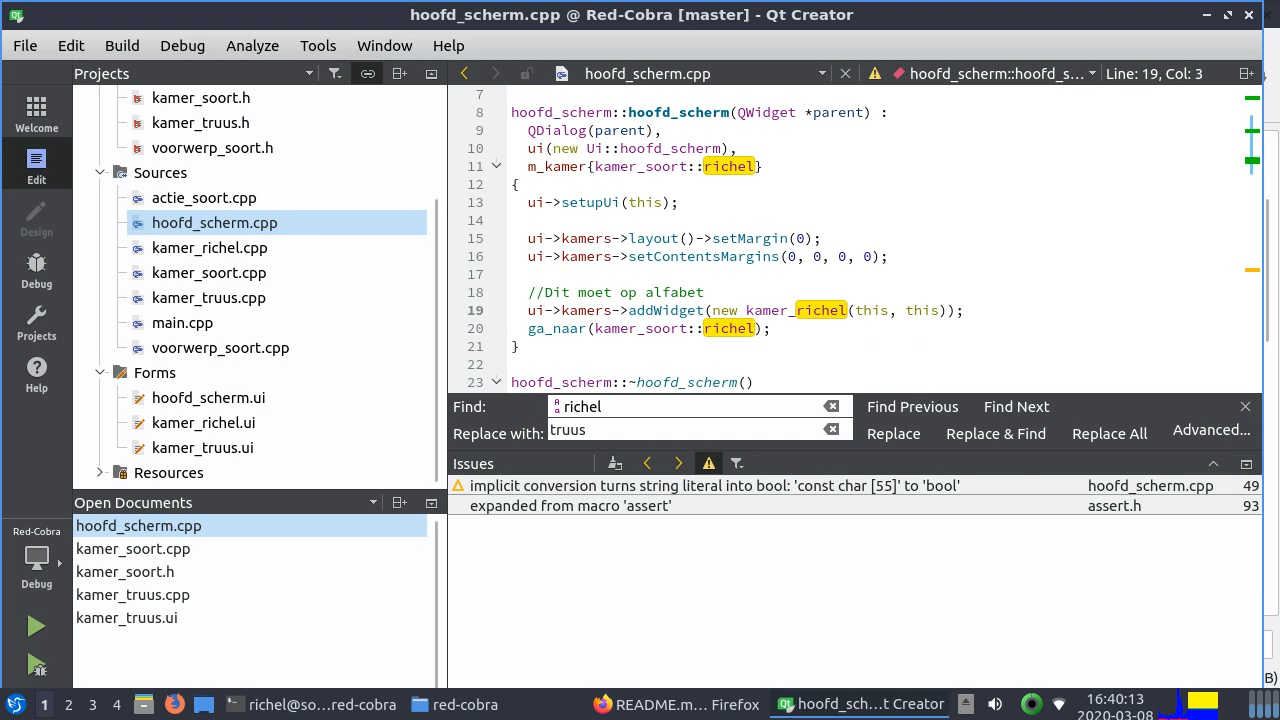 hoofd_scherm.cpp @ Red-Cobra [master] - Qt Creator
File Edit Build Debug Analyze Tools Window Help
Projects
hoofd_scherm.cpp
hoofd_scherm::hoofd_s... Line: 19, Col: 3
Welcome
Edit
Design
Debug
Projects
Help
Red-Cobra
Debug
kamer_soort.h
kamer_truus.h
voorwerp_soort.h
Sources
actie_soort.cpp
hoofd_scherm.cpp
kamer_richel.cpp
kamer_soort.cpp
kamer_truus.cpp
main.cpp
voorwerp_soort.cpp
Forms
hoofd_scherm.ui
kamer_richel.ui
kamer_truus.ui
Resources
Open Documents
hoofd_scherm.cpp
kamer_soort.cpp
kamer_soort.h
kamer_truus.cpp
kamer_truus.ui
7
8 hoofd_scherm::hoofd_scherm(QWidget *parent) :
9 QDialog(parent),
10 ui(new Ui::hoofd_scherm),
11 m_kamer{kamer_soort::richel}
12 {
13 ui->setupUi(this);
14
15 ui->kamers->layout()->setMargin(0);
16 ui->kamers->setContentsMargins(0, 0, 0, 0);
17
18 //Dit moet op alfabet
19 ui->kamers->addWidget(new kamer_richel(this, this));
20 ga_naar(kamer_soort::richel);
21 }
22
23 hoofd_scherm::~hoofd_scherm()
Find: richel Find Previous Find Next
Replace with: truus Replace Replace & Find Replace All Advanced...
Issues
implicit conversion turns string literal into bool: 'const char [55]' to 'bool' hoofd_scherm.cpp 49
expanded from macro 'assert' assert.h 93
1 2 3 4 richel@so...red-cobra red-cobra README.m... Firefox hoofd_sch...t Creator 16:40:13
2020-03-08
B)